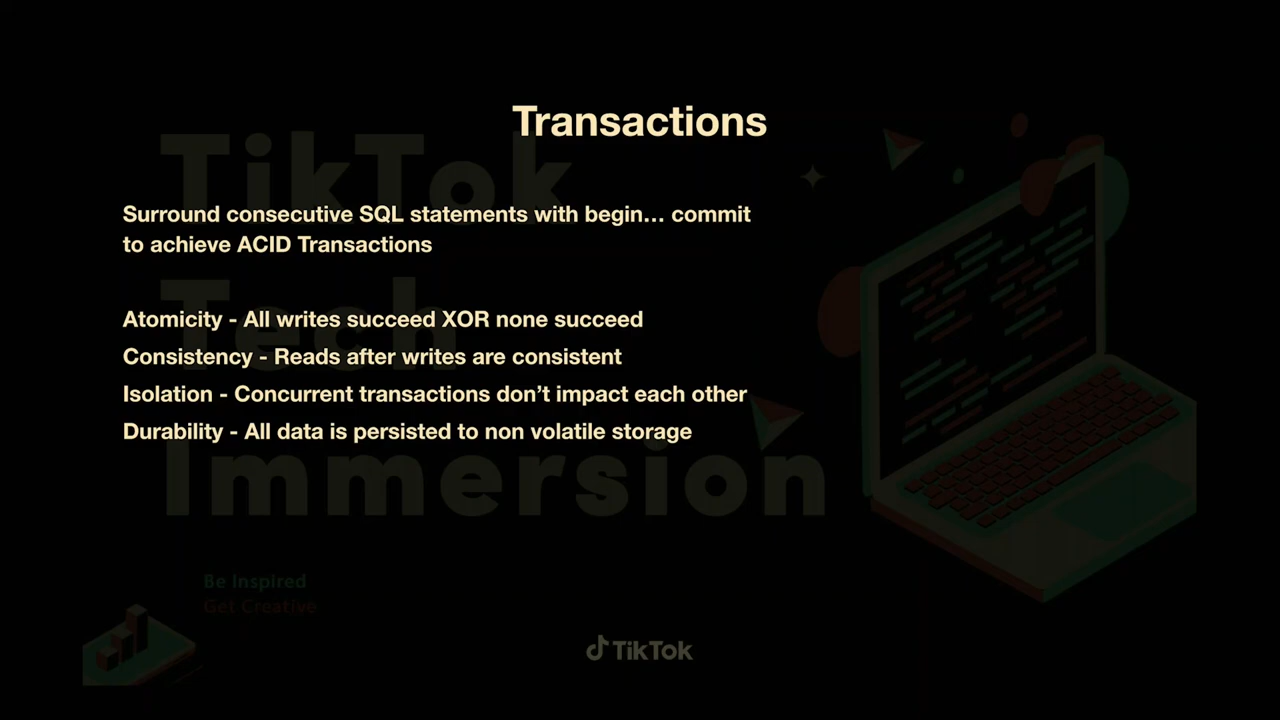 Transactions
TikTok
Surround consecutive SQL statements with begin... commit
to achieve ACID Transactions
Tech
Atomicity - All writes succeed XOR none succeed
Consistency - Reads after writes are consistent
Isolation - Concurrent transactions don’t impact each other
Durability - All data is persisted to non volatile storage
Immersion
Be Inspired
Get Creative
TikTok